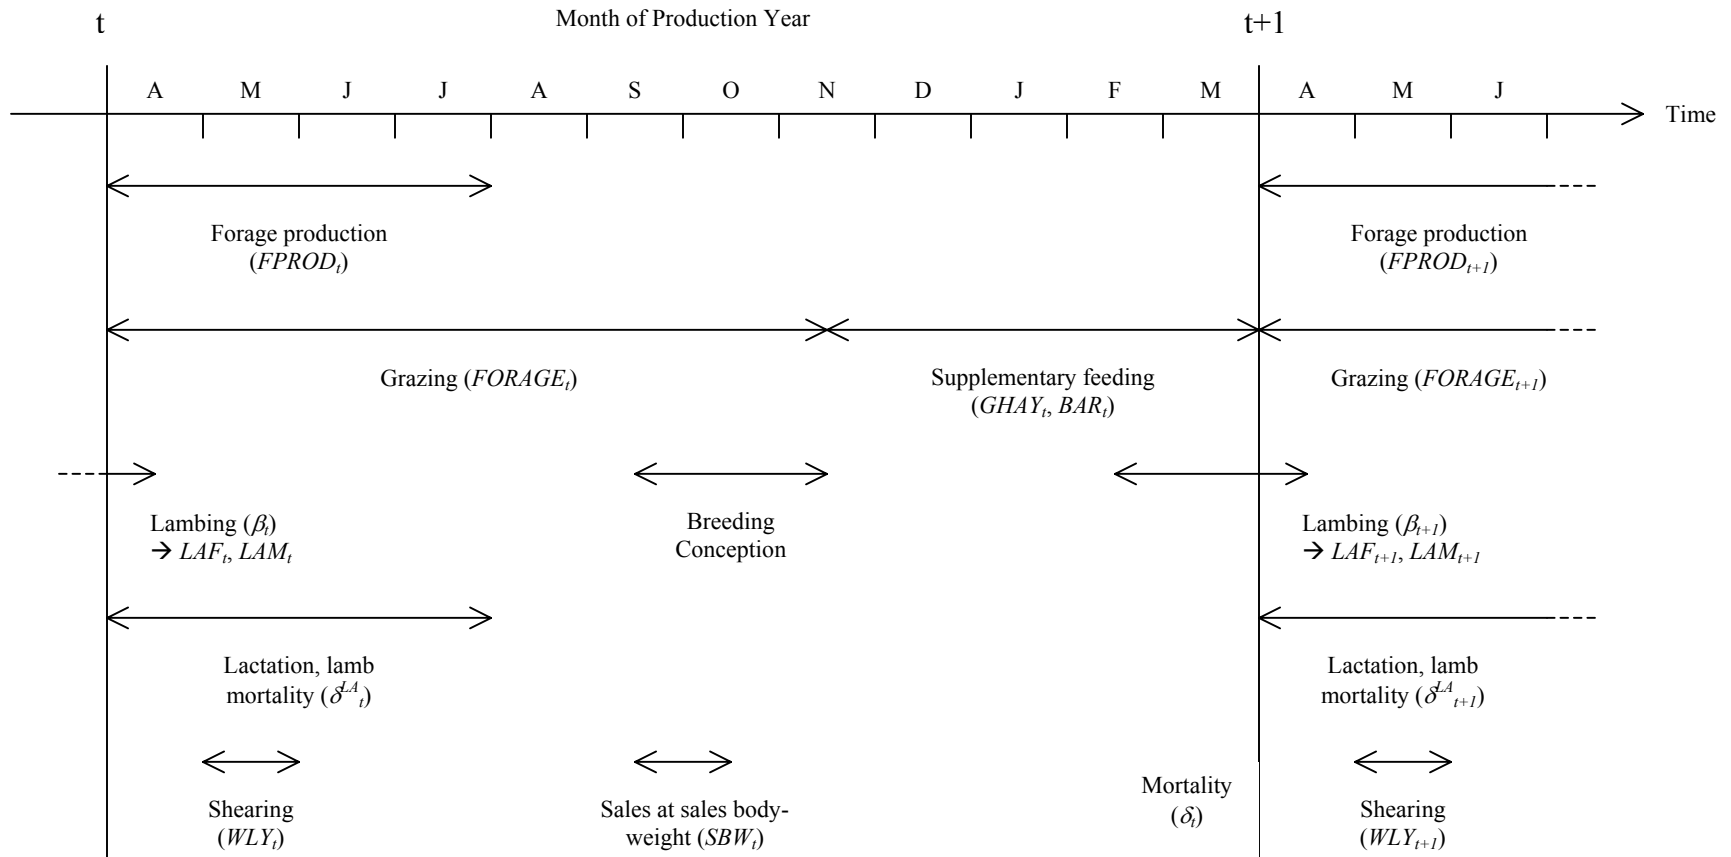 Month of Production Year
t
t+1
A M J J A S O N D J F M A M J
Time
Forage production
(FPRODₜ)
Forage production
(FPRODₜ₊₁)
Grazing (FORAGEₜ)
Supplementary feeding
(GHAYₜ, BARₜ)
Grazing (FORAGEₜ₊₁)
Lambing (βₜ)
→ LAFₜ, LAMₜ
Breeding
Conception
Lambing (βₜ₊₁)
→ LAFₜ₊₁, LAMₜ₊₁
Lactation, lamb
mortality (δᴸᴬₜ)
Lactation, lamb
mortality (δᴸᴬₜ₊₁)
Shearing
(WLYₜ)
Sales at sales body-
weight (SBWₜ)
Mortality
(δₜ)
Shearing
(WLYₜ₊₁)